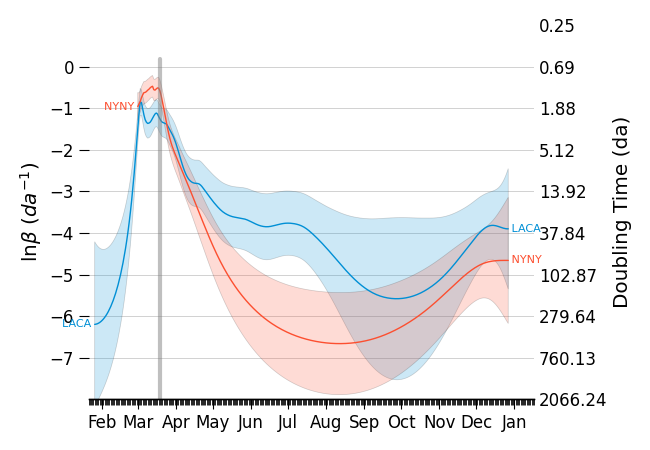 0.25
0 0.69
NYNY
−1 1.88
−2 5.12
−3 13.92
LACA
−4 37.84
NYNY
−5 102.87
LACA
−6 279.64
−7 760.13
2066.24
Feb Mar Apr May Jun Jul Aug Sep Oct Nov Dec Jan
lnβ (da⁻¹)
Doubling Time (da)